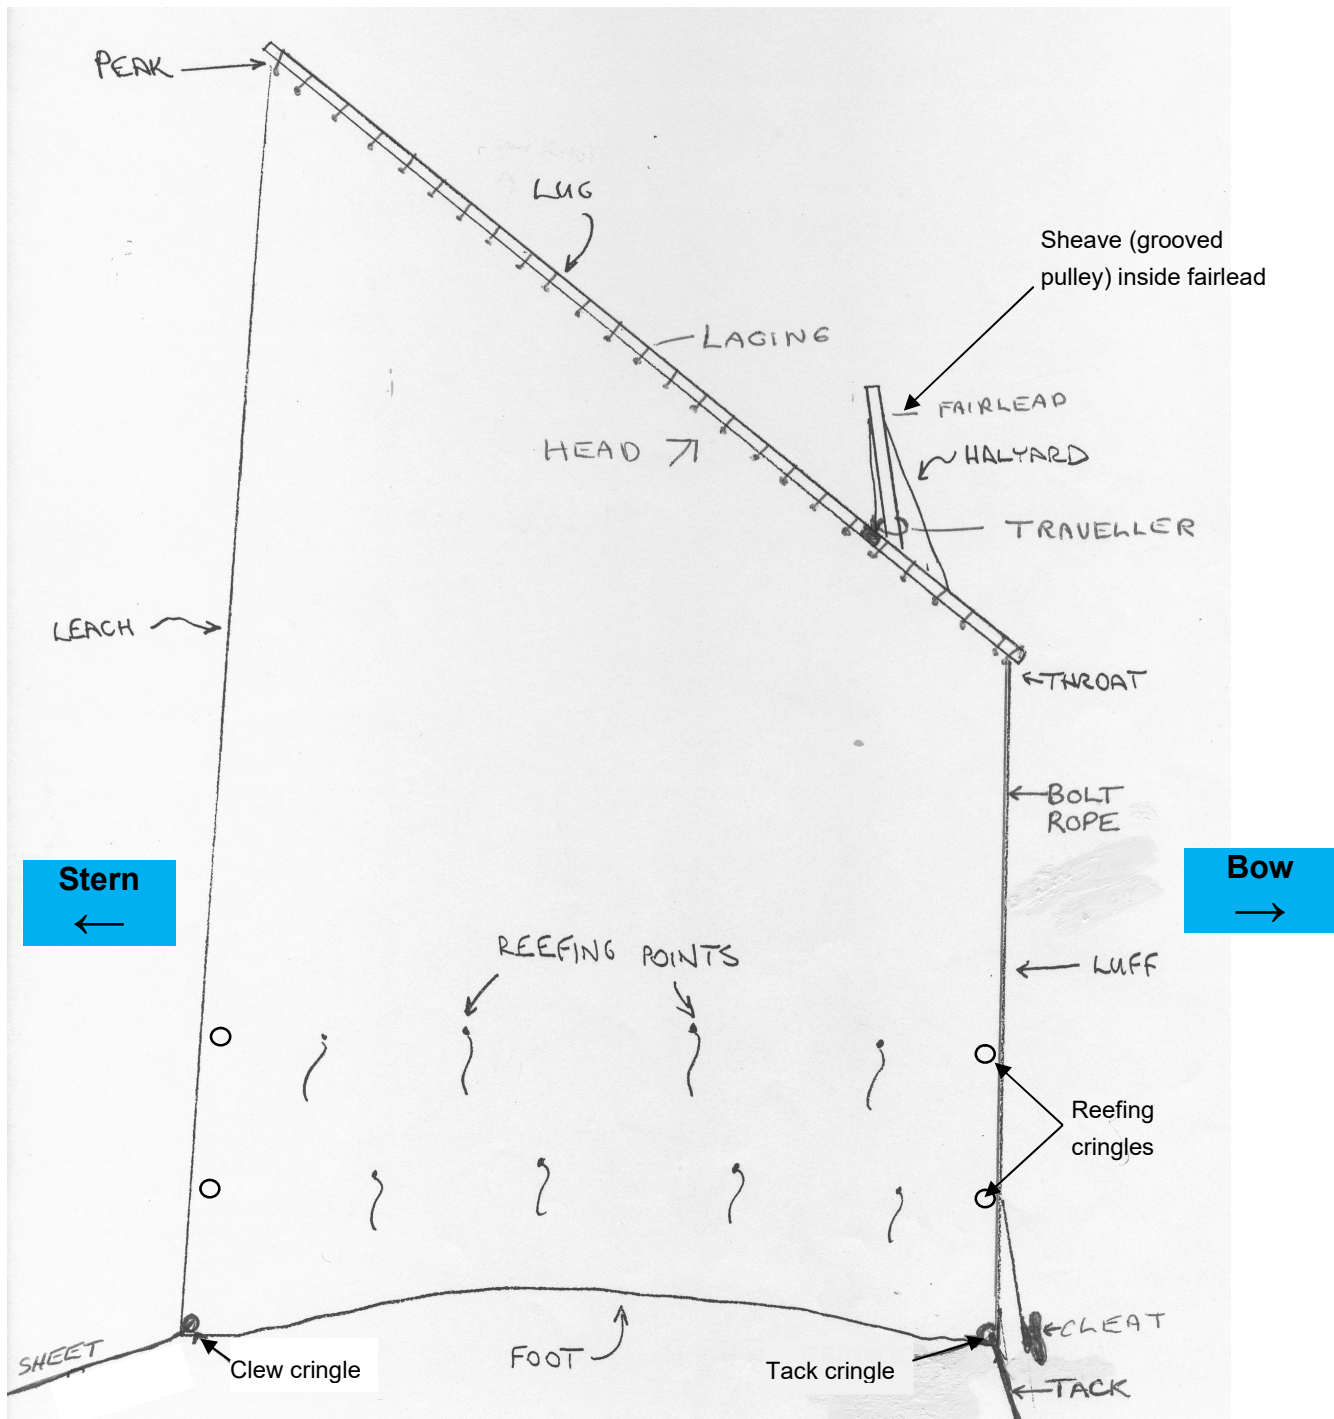 PEAK
LUG
Sheave (grooved
pulley) inside fairlead
LACING
FAIRLEAD
HEAD
HALYARD
TRAVELLER
LEACH
THROAT
BOLT
ROPE
Stern
Bow
REEFING POINTS
LUFF
Reefing
cringles
CLEAT
SHEET
Clew cringle
FOOT
Tack cringle
TACK